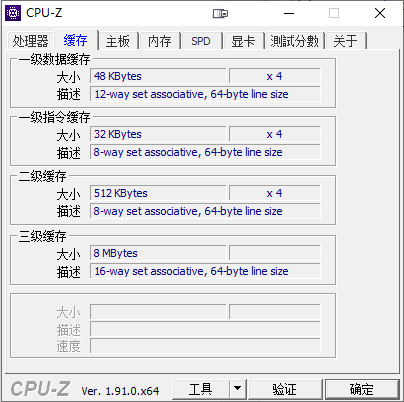 CPU-Z
处理器 缓存 主板 内存 SPD 显卡 測試分數 关于
一级数据缓存
大小 48 KBytes x 4
描述 12-way set associative, 64-byte line size
一级指令缓存
大小 32 KBytes x 4
描述 8-way set associative, 64-byte line size
二级缓存
大小 512 KBytes x 4
描述 8-way set associative, 64-byte line size
三级缓存
大小 8 MBytes
描述 16-way set associative, 64-byte line size
大小
描述
速度
CPU-Z Ver. 1.91.0.x64 工具 验证 确定